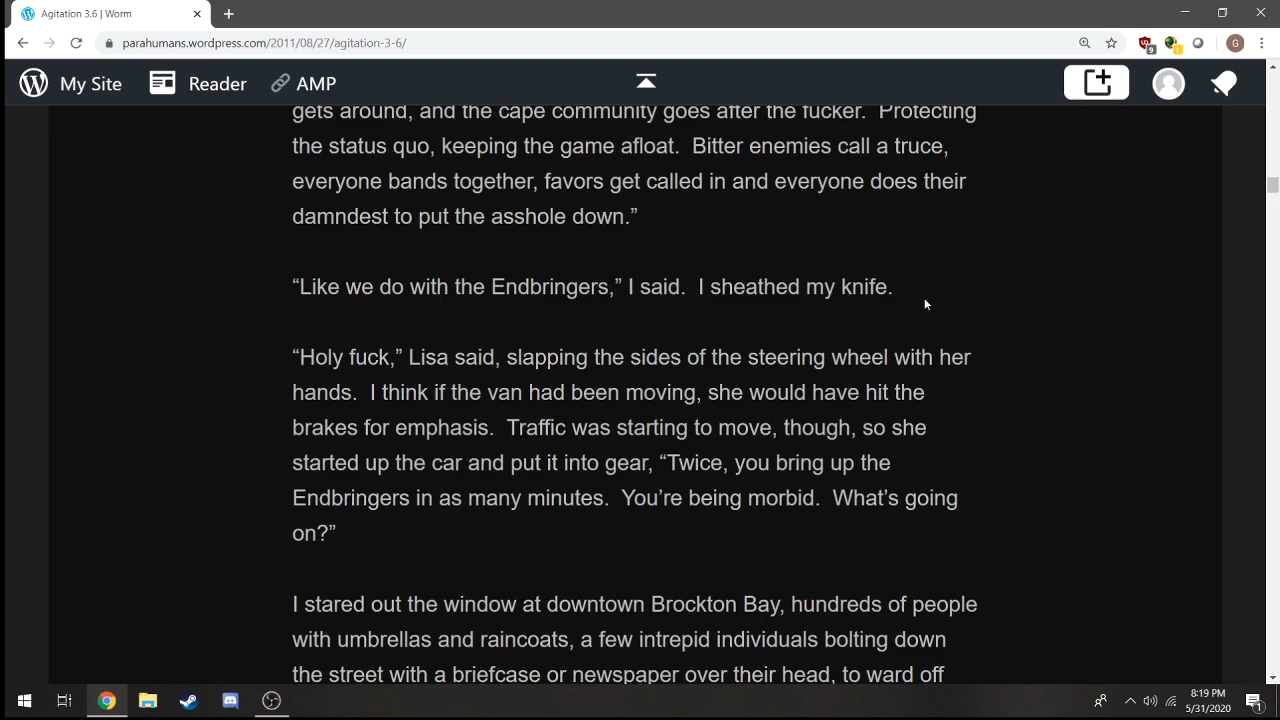 Agitation 3.6 | Worm
parahumans.wordpress.com/2011/08/27/agitation-3-6/
9
1
G
My Site
Reader
AMP
gets around, and the cape community goes after the fucker.  Protecting
the status quo, keeping the game afloat.  Bitter enemies call a truce,
everyone bands together, favors get called in and everyone does their
damndest to put the asshole down.”
“Like we do with the Endbringers,” I said.  I sheathed my knife.
“Holy fuck,” Lisa said, slapping the sides of the steering wheel with her
hands.  I think if the van had been moving, she would have hit the
brakes for emphasis.  Traffic was starting to move, though, so she
started up the car and put it into gear, “Twice, you bring up the
Endbringers in as many minutes.  You’re being morbid.  What’s going
on?”
I stared out the window at downtown Brockton Bay, hundreds of people
with umbrellas and raincoats, a few intrepid individuals bolting down
the street with a briefcase or newspaper over their head, to ward off
8:19 PM
5/31/2020
1